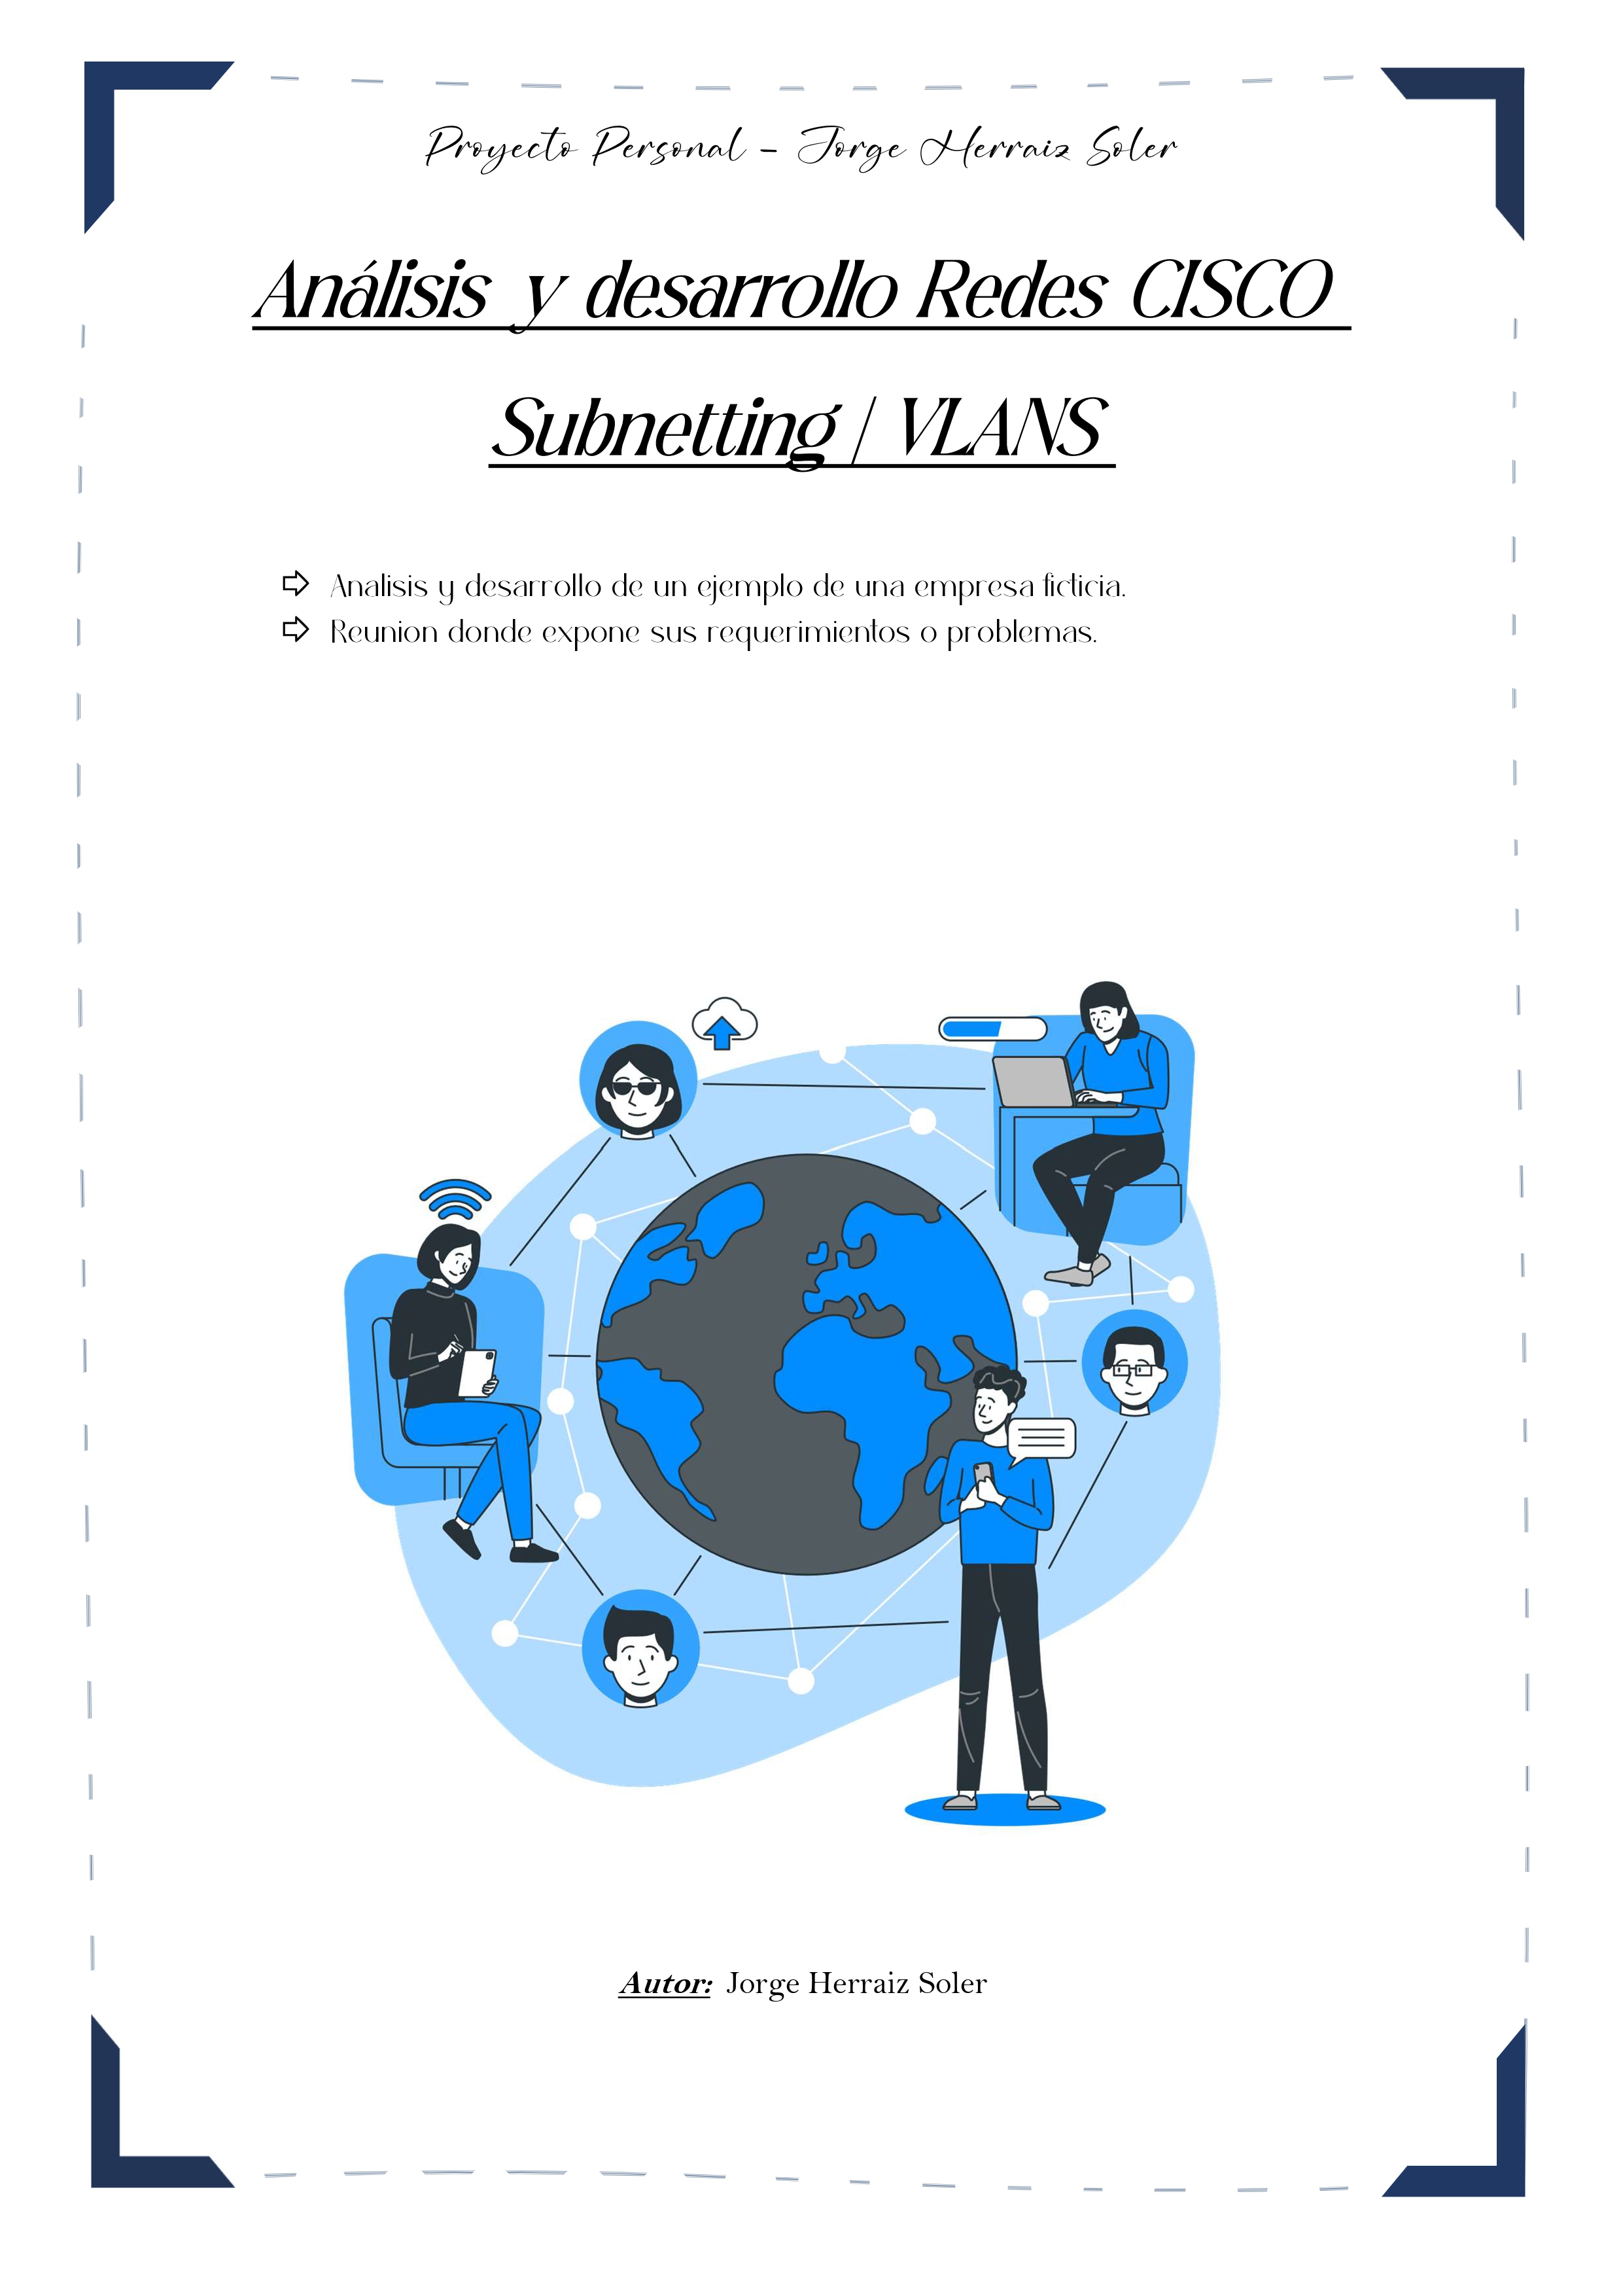 Proyecto Personal - Jorge Herraiz Soler
Análisis y desarrollo Redes CISCO
Subnetting / VLANS
Analisis y desarrollo de un ejemplo de una empresa ficticia.
Reunion donde expone sus requerimientos o problemas.
Autor: Jorge Herraiz Soler